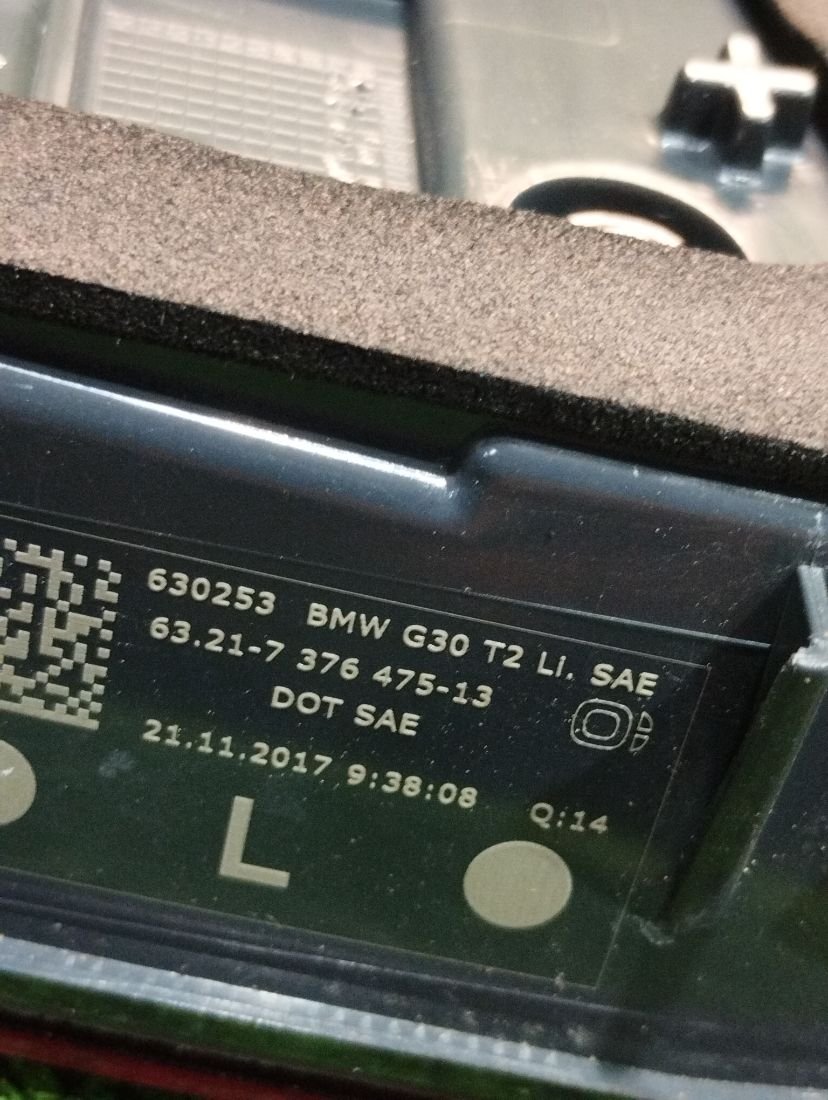 630253 BMW G30 T2 Li. SAE
63.21-7 376 475-13
DOT SAE
21.11.2017 9:38:08 Q:14
L